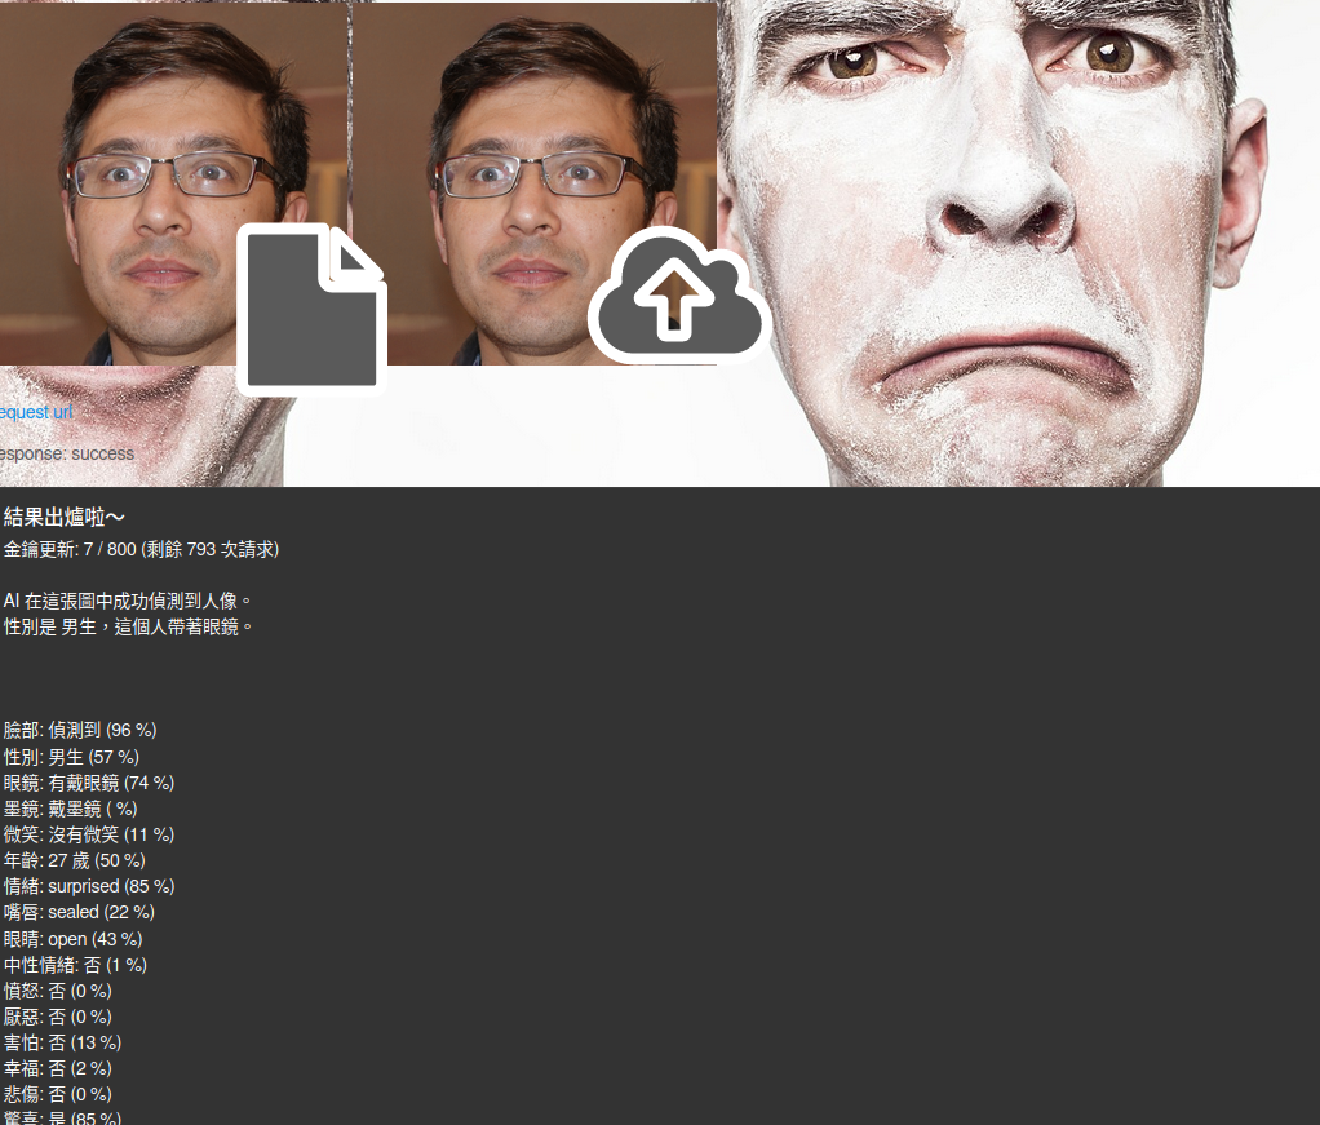 equest url
esponse: success
結果出爐啦～
金鑰更新: 7 / 800 (剩餘 793 次請求)
AI 在這張圖中成功偵測到人像。
性別是 男生，這個人帶著眼鏡。
臉部: 偵測到 (96 %)
性別: 男生 (57 %)
眼鏡: 有戴眼鏡 (74 %)
墨鏡: 戴墨鏡 ( %)
微笑: 沒有微笑 (11 %)
年齡: 27 歲 (50 %)
情緒: surprised (85 %)
嘴唇: sealed (22 %)
眼睛: open (43 %)
中性情緒: 否 (1 %)
憤怒: 否 (0 %)
厭惡: 否 (0 %)
害怕: 否 (13 %)
幸福: 否 (2 %)
悲傷: 否 (0 %)
驚喜: 是 (85 %)